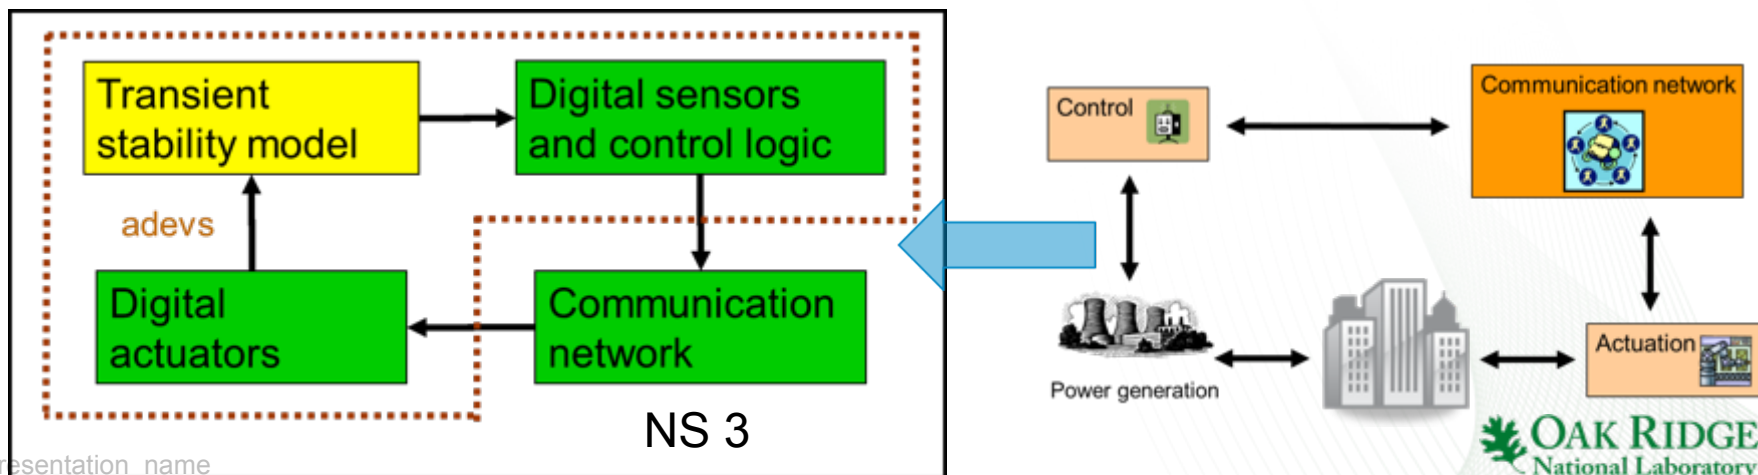 Transient
stability model
Digital sensors
and control logic
adevs
Digital
actuators
Communication
network
NS 3
resentation_name
Control
Communication network
Power generation
Actuation
OAK RIDGE
National Laboratory